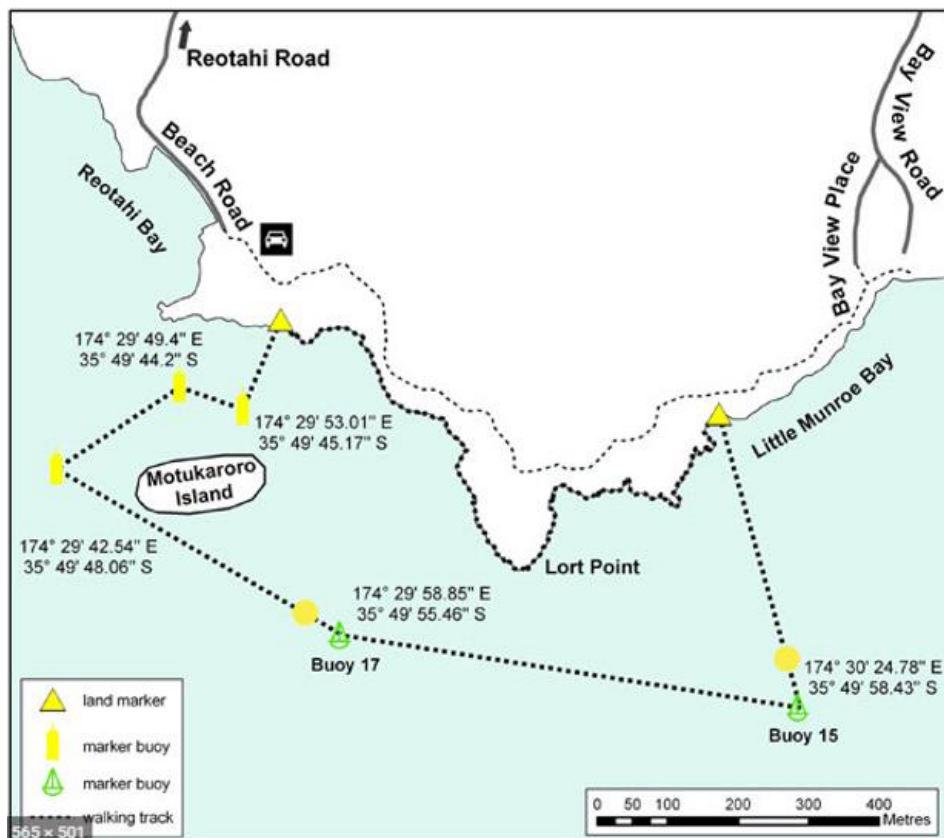 Reotahi Road
Beach Road
Reotahi Bay
Bay View Road
Bay View Place
174° 29' 49.4" E
35° 49' 44.2" S
174° 29' 53.01" E
35° 49' 45.17" S
Little Munroe Bay
Motukaroro
Island
174° 29' 42.54" E
35° 49' 48.06" S
Lort Point
174° 29' 58.85" E
35° 49' 55.46" S
Buoy 17
174° 30' 24.78" E
35° 49' 58.43" S
Buoy 15
land marker
marker buoy
marker buoy
walking track
0 50 100 200 300 400
Metres
565 × 501